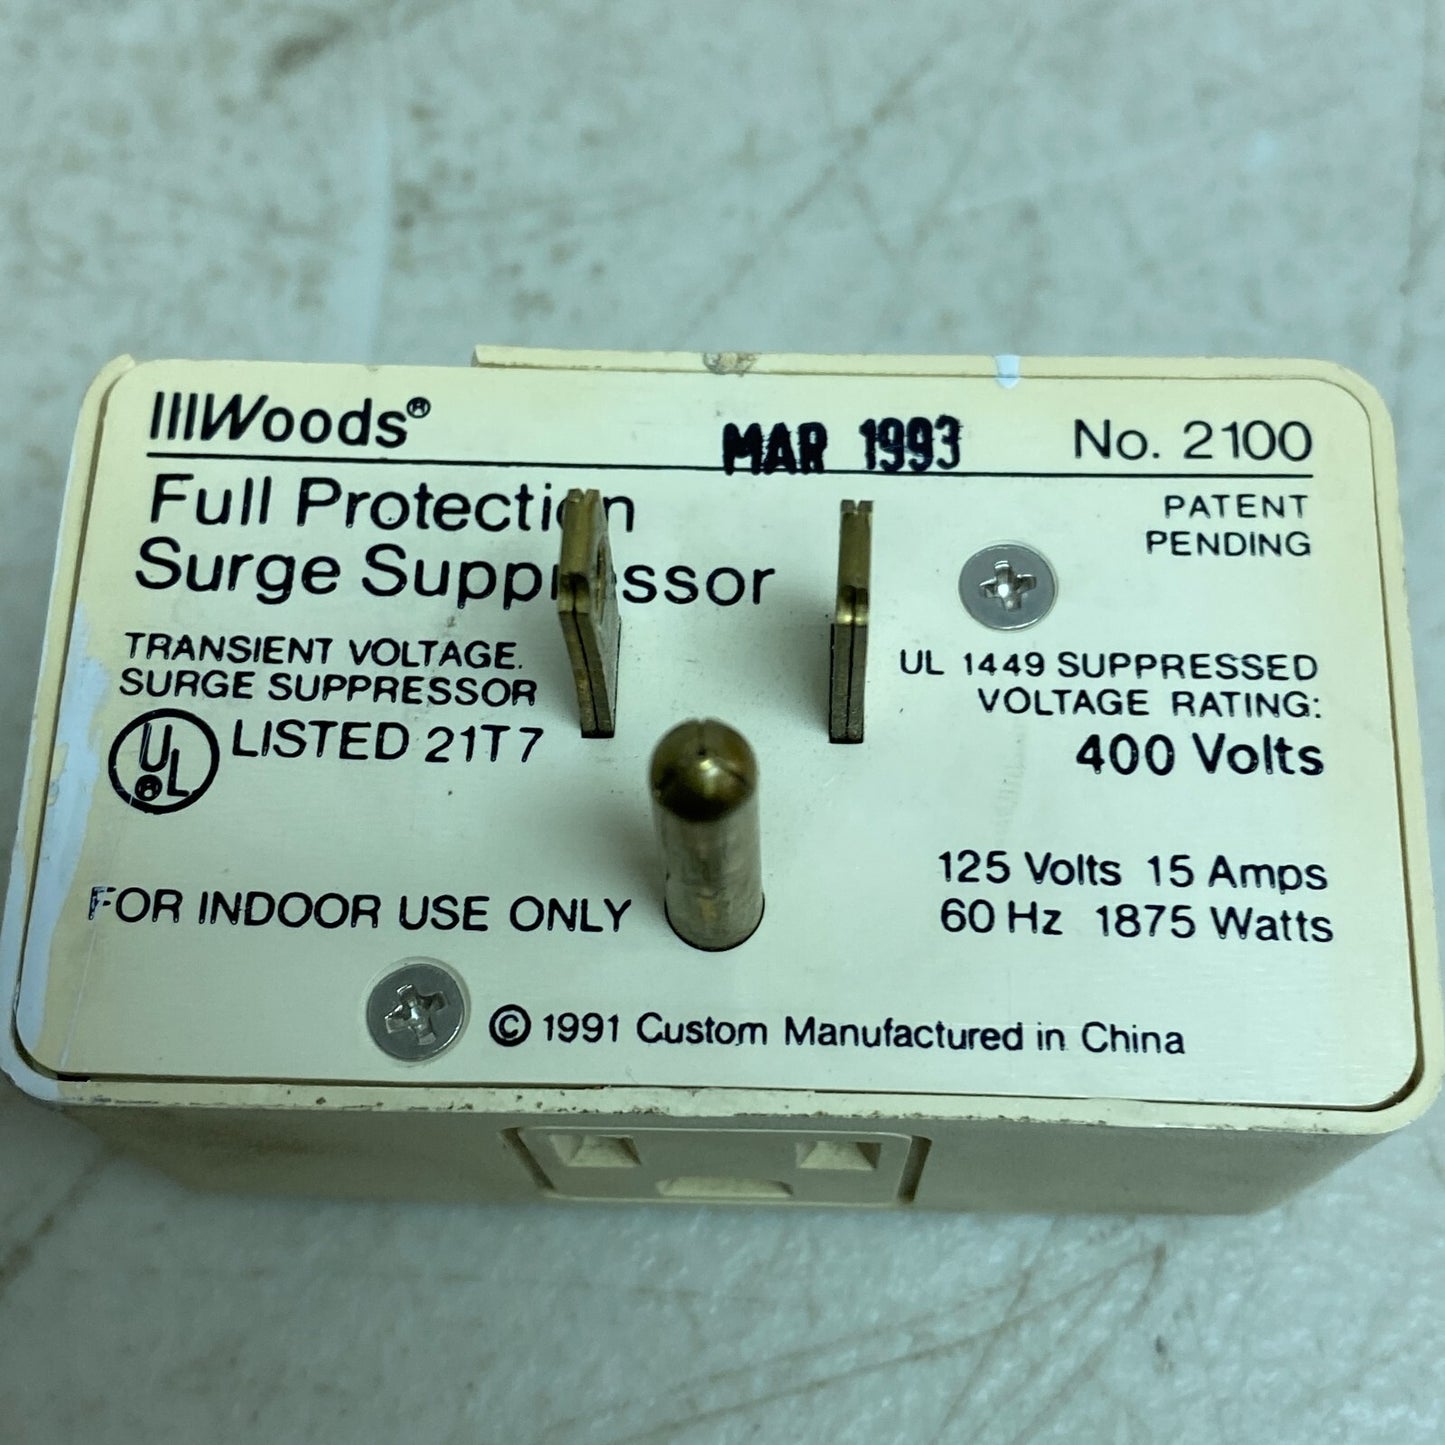 Woods®
MAR 1993
No. 2100
Full Protection
Surge Suppressor
PATENT
PENDING
TRANSIENT VOLTAGE.
SURGE SUPPRESSOR
UL® LISTED 21T7
UL 1449 SUPPRESSED
VOLTAGE RATING:
400 Volts
FOR INDOOR USE ONLY
125 Volts 15 Amps
60 Hz 1875 Watts
© 1991 Custom Manufactured in China